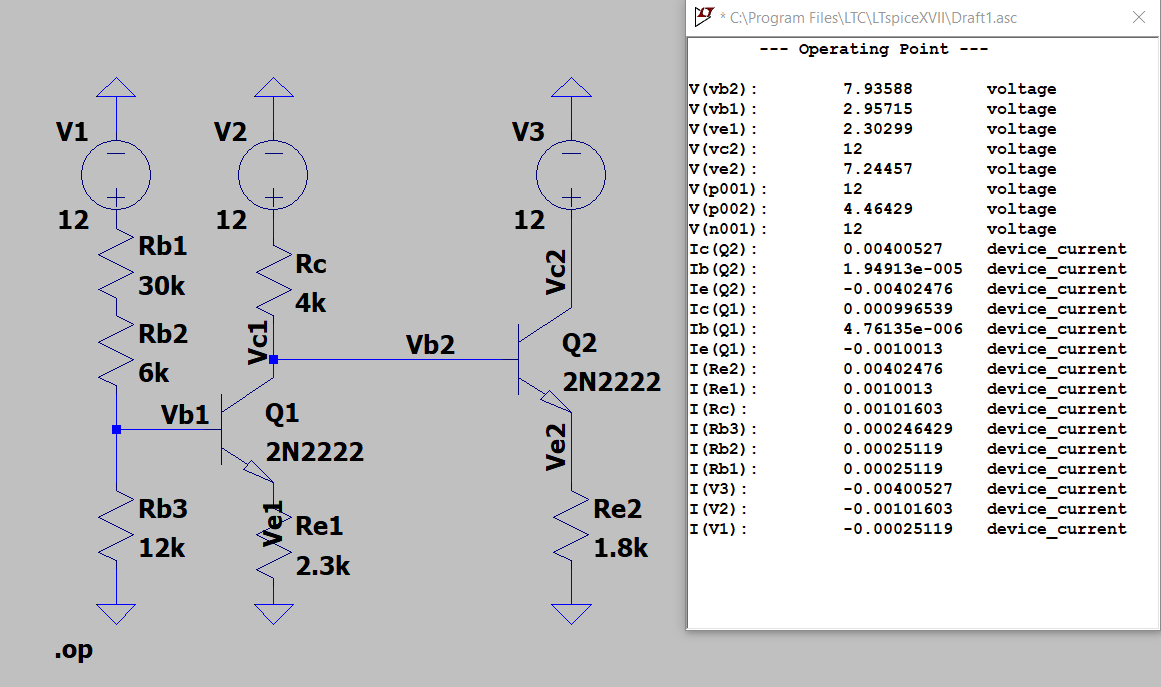 V1
12
Rb1
30k
Rb2
6k
Vb1
Rb3
12k
V2
12
Rc
4k
Vc1
Q1
2N2222
Ve1
Re1
2.3k
Vb2
V3
12
Vc2
Q2
2N2222
Ve2
Re2
1.8k
.op
* C:\Program Files\LTC\LTspiceXVII\Draft1.asc
--- Operating Point ---
V(vb2): 7.93588 voltage
V(vb1): 2.95715 voltage
V(ve1): 2.30299 voltage
V(vc2): 12 voltage
V(ve2): 7.24457 voltage
V(p001): 12 voltage
V(p002): 4.46429 voltage
V(n001): 12 voltage
Ic(Q2): 0.00400527 device_current
Ib(Q2): 1.94913e-005 device_current
Ie(Q2): -0.00402476 device_current
Ic(Q1): 0.000996539 device_current
Ib(Q1): 4.76135e-006 device_current
Ie(Q1): -0.0010013 device_current
I(Re2): 0.00402476 device_current
I(Re1): 0.0010013 device_current
I(Rc): 0.00101603 device_current
I(Rb3): 0.000246429 device_current
I(Rb2): 0.00025119 device_current
I(Rb1): 0.00025119 device_current
I(V3): -0.00400527 device_current
I(V2): -0.00101603 device_current
I(V1): -0.00025119 device_current